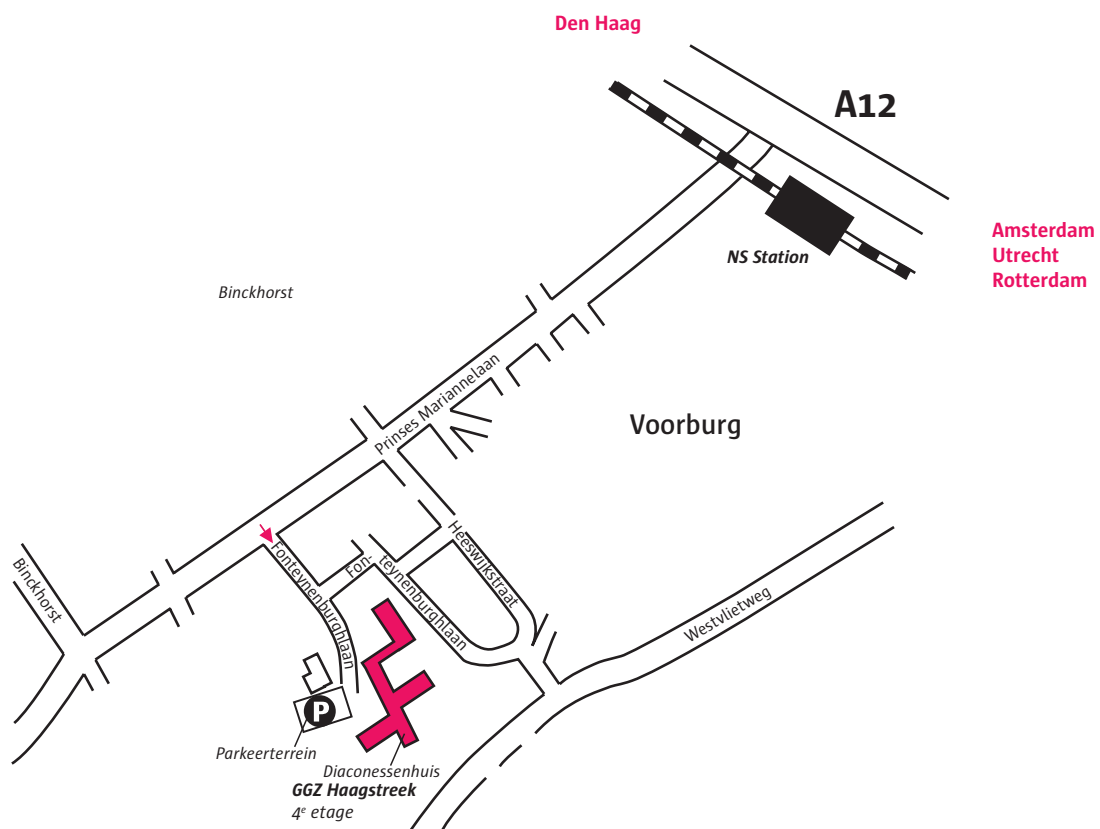 Den Haag
A12
Amsterdam
Utrecht
Rotterdam
NS Station
Binckhorst
Prinses Mariannelaan
Voorburg
Binckhorst
Fonteynenburghlaan
Fon-
teynenburghlaan
Heeswijkstraat
Westvlietweg
P
Parkeerterrein
Diaconessenhuis
GGZ Haagstreek
4e etage